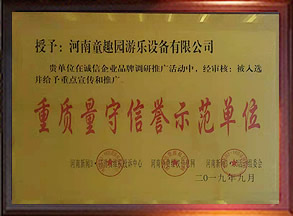 授予：河南童趣园游乐设备有限公司
贵单位在诚信企业品牌调研推广活动中，经审核：被入选
并给予重点宣传和推广。
重质量守信誉示范单位
二〇一九年九月